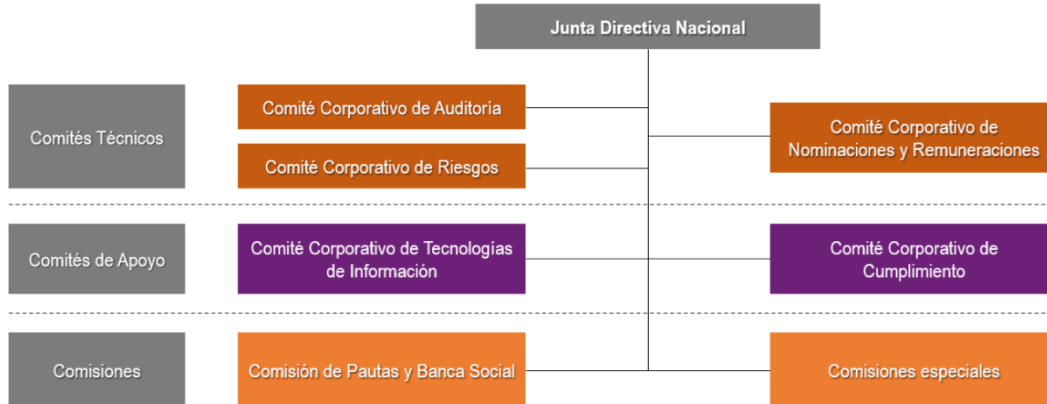 Junta Directiva Nacional
Comités Técnicos
Comité Corporativo de Auditoría
Comité Corporativo de Riesgos
Comité Corporativo de
Nominaciones y Remuneraciones
Comités de Apoyo
Comité Corporativo de Tecnologías
de Información
Comité Corporativo de
Cumplimiento
Comisiones
Comisión de Pautas y Banca Social
Comisiones especiales